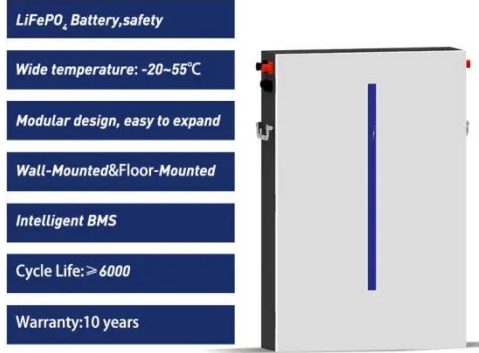 LiFePO₄ Battery,safety
Wide temperature: -20~55℃
Modular design, easy to expand
Wall-Mounted&Floor-Mounted
Intelligent BMS
Cycle Life:≥6000
Warranty:10 years